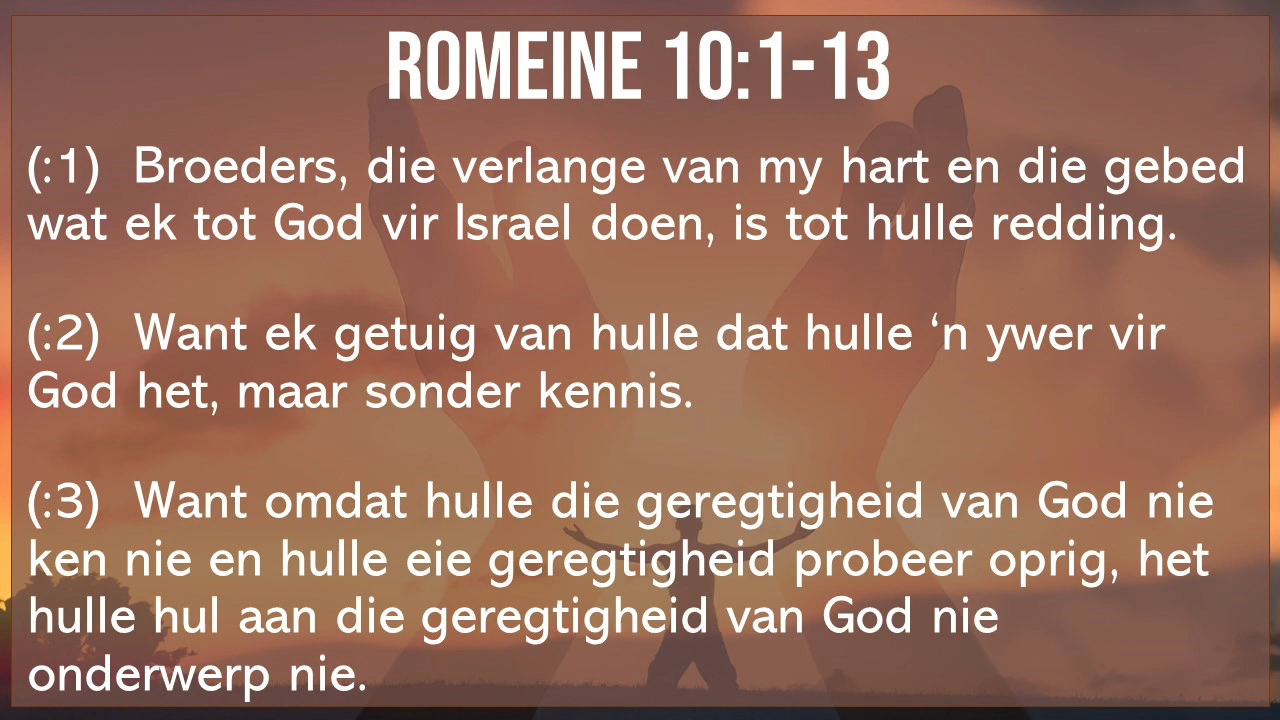 ROMEINE 10:1-13
(:1) Broeders, die verlange van my hart en die gebed
wat ek tot God vir Israel doen, is tot hulle redding.
(:2) Want ek getuig van hulle dat hulle ‘n ywer vir
God het, maar sonder kennis.
(:3) Want omdat hulle die geregtigheid van God nie
ken nie en hulle eie geregtigheid probeer oprig, het
hulle hul aan die geregtigheid van God nie
onderwerp nie.